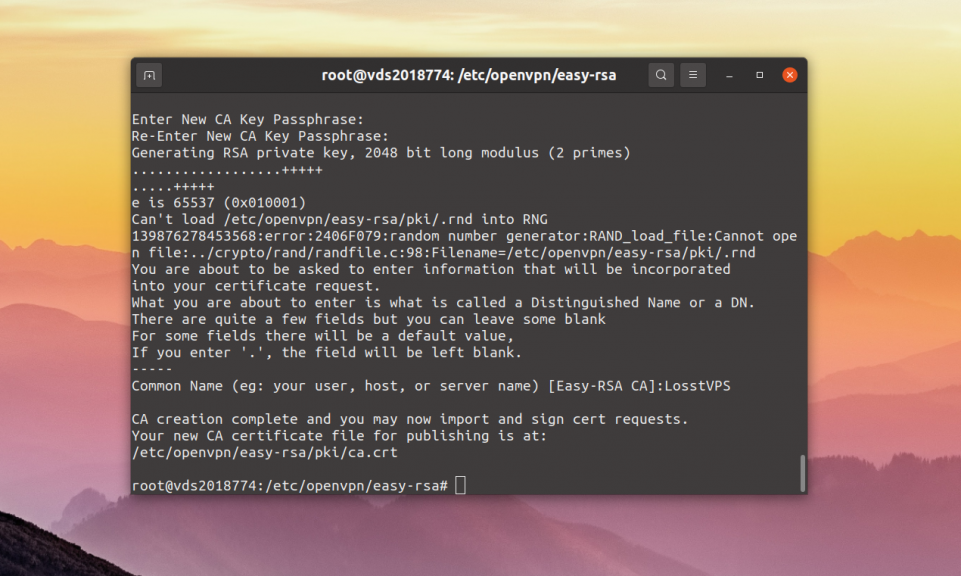 root@vds2018774: /etc/openvpn/easy-rsa
Enter New CA Key Passphrase:
Re-Enter New CA Key Passphrase:
Generating RSA private key, 2048 bit long modulus (2 primes)
..................+++++
.....+++++
e is 65537 (0x010001)
Can't load /etc/openvpn/easy-rsa/pki/.rnd into RNG
139876278453568:error:2406F079:random number generator:RAND_load_file:Cannot ope
n file:../crypto/rand/randfile.c:98:Filename=/etc/openvpn/easy-rsa/pki/.rnd
You are about to be asked to enter information that will be incorporated
into your certificate request.
What you are about to enter is what is called a Distinguished Name or a DN.
There are quite a few fields but you can leave some blank
For some fields there will be a default value,
If you enter '.', the field will be left blank.
-----
Common Name (eg: your user, host, or server name) [Easy-RSA CA]:LosstVPS
CA creation complete and you may now import and sign cert requests.
Your new CA certificate file for publishing is at:
/etc/openvpn/easy-rsa/pki/ca.crt
root@vds2018774:/etc/openvpn/easy-rsa#